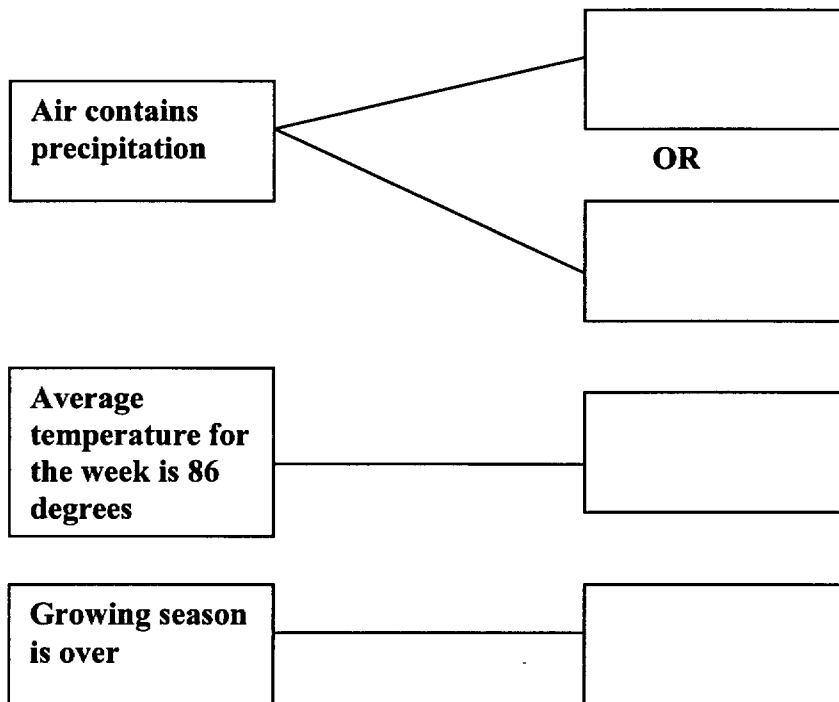 Air contains
precipitation
OR
Average
temperature for
the week is 86
degrees
Growing season
is over